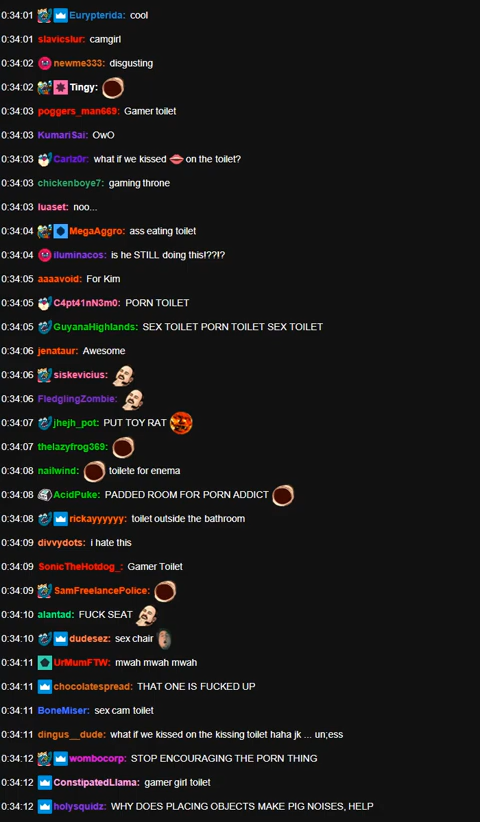 0:34:01 Eurypterida: cool
0:34:01 slavicslur: camgirl
0:34:02 newme333: disgusting
0:34:02 Tingy:
0:34:03 poggers_man669: Gamer toilet
0:34:03 KumariSai: OwO
0:34:03 Carlz0r: what if we kissed on the toilet?
0:34:03 chickenboye7: gaming throne
0:34:03 luaset: noo...
0:34:04 MegaAggro: ass eating toilet
0:34:04 iluminacos: is he STILL doing this!??!?
0:34:05 aaaavoid: For Kim
0:34:05 C4pt41nN3m0: PORN TOILET
0:34:05 GuyanaHighlands: SEX TOILET PORN TOILET SEX TOILET
0:34:06 jenataur: Awesome
0:34:06 siskevicius:
0:34:06 FledglingZombie:
0:34:07 jhejh_pot: PUT TOY RAT
0:34:07 thelazyfrog369:
0:34:08 nailwind: toilete for enema
0:34:08 AcidPuke: PADDED ROOM FOR PORN ADDICT
0:34:08 rickayyyyyy: toilet outside the bathroom
0:34:09 divvydots: i hate this
0:34:09 SonicTheHotdog_: Gamer Toilet
0:34:09 SamFreelancePolice:
0:34:10 alantad: FUCK SEAT
0:34:10 dudesez: sex chair
0:34:11 UrMumFTW: mwah mwah mwah
0:34:11 chocolatespread: THAT ONE IS FUCKED UP
0:34:11 BoneMiser: sex cam toilet
0:34:11 dingus__dude: what if we kissed on the kissing toilet haha jk ... un;ess
0:34:12 wombocorp: STOP ENCOURAGING THE PORN THING
0:34:12 ConstipatedLlama: gamer girl toilet
0:34:12 holysquidz: WHY DOES PLACING OBJECTS MAKE PIG NOISES, HELP